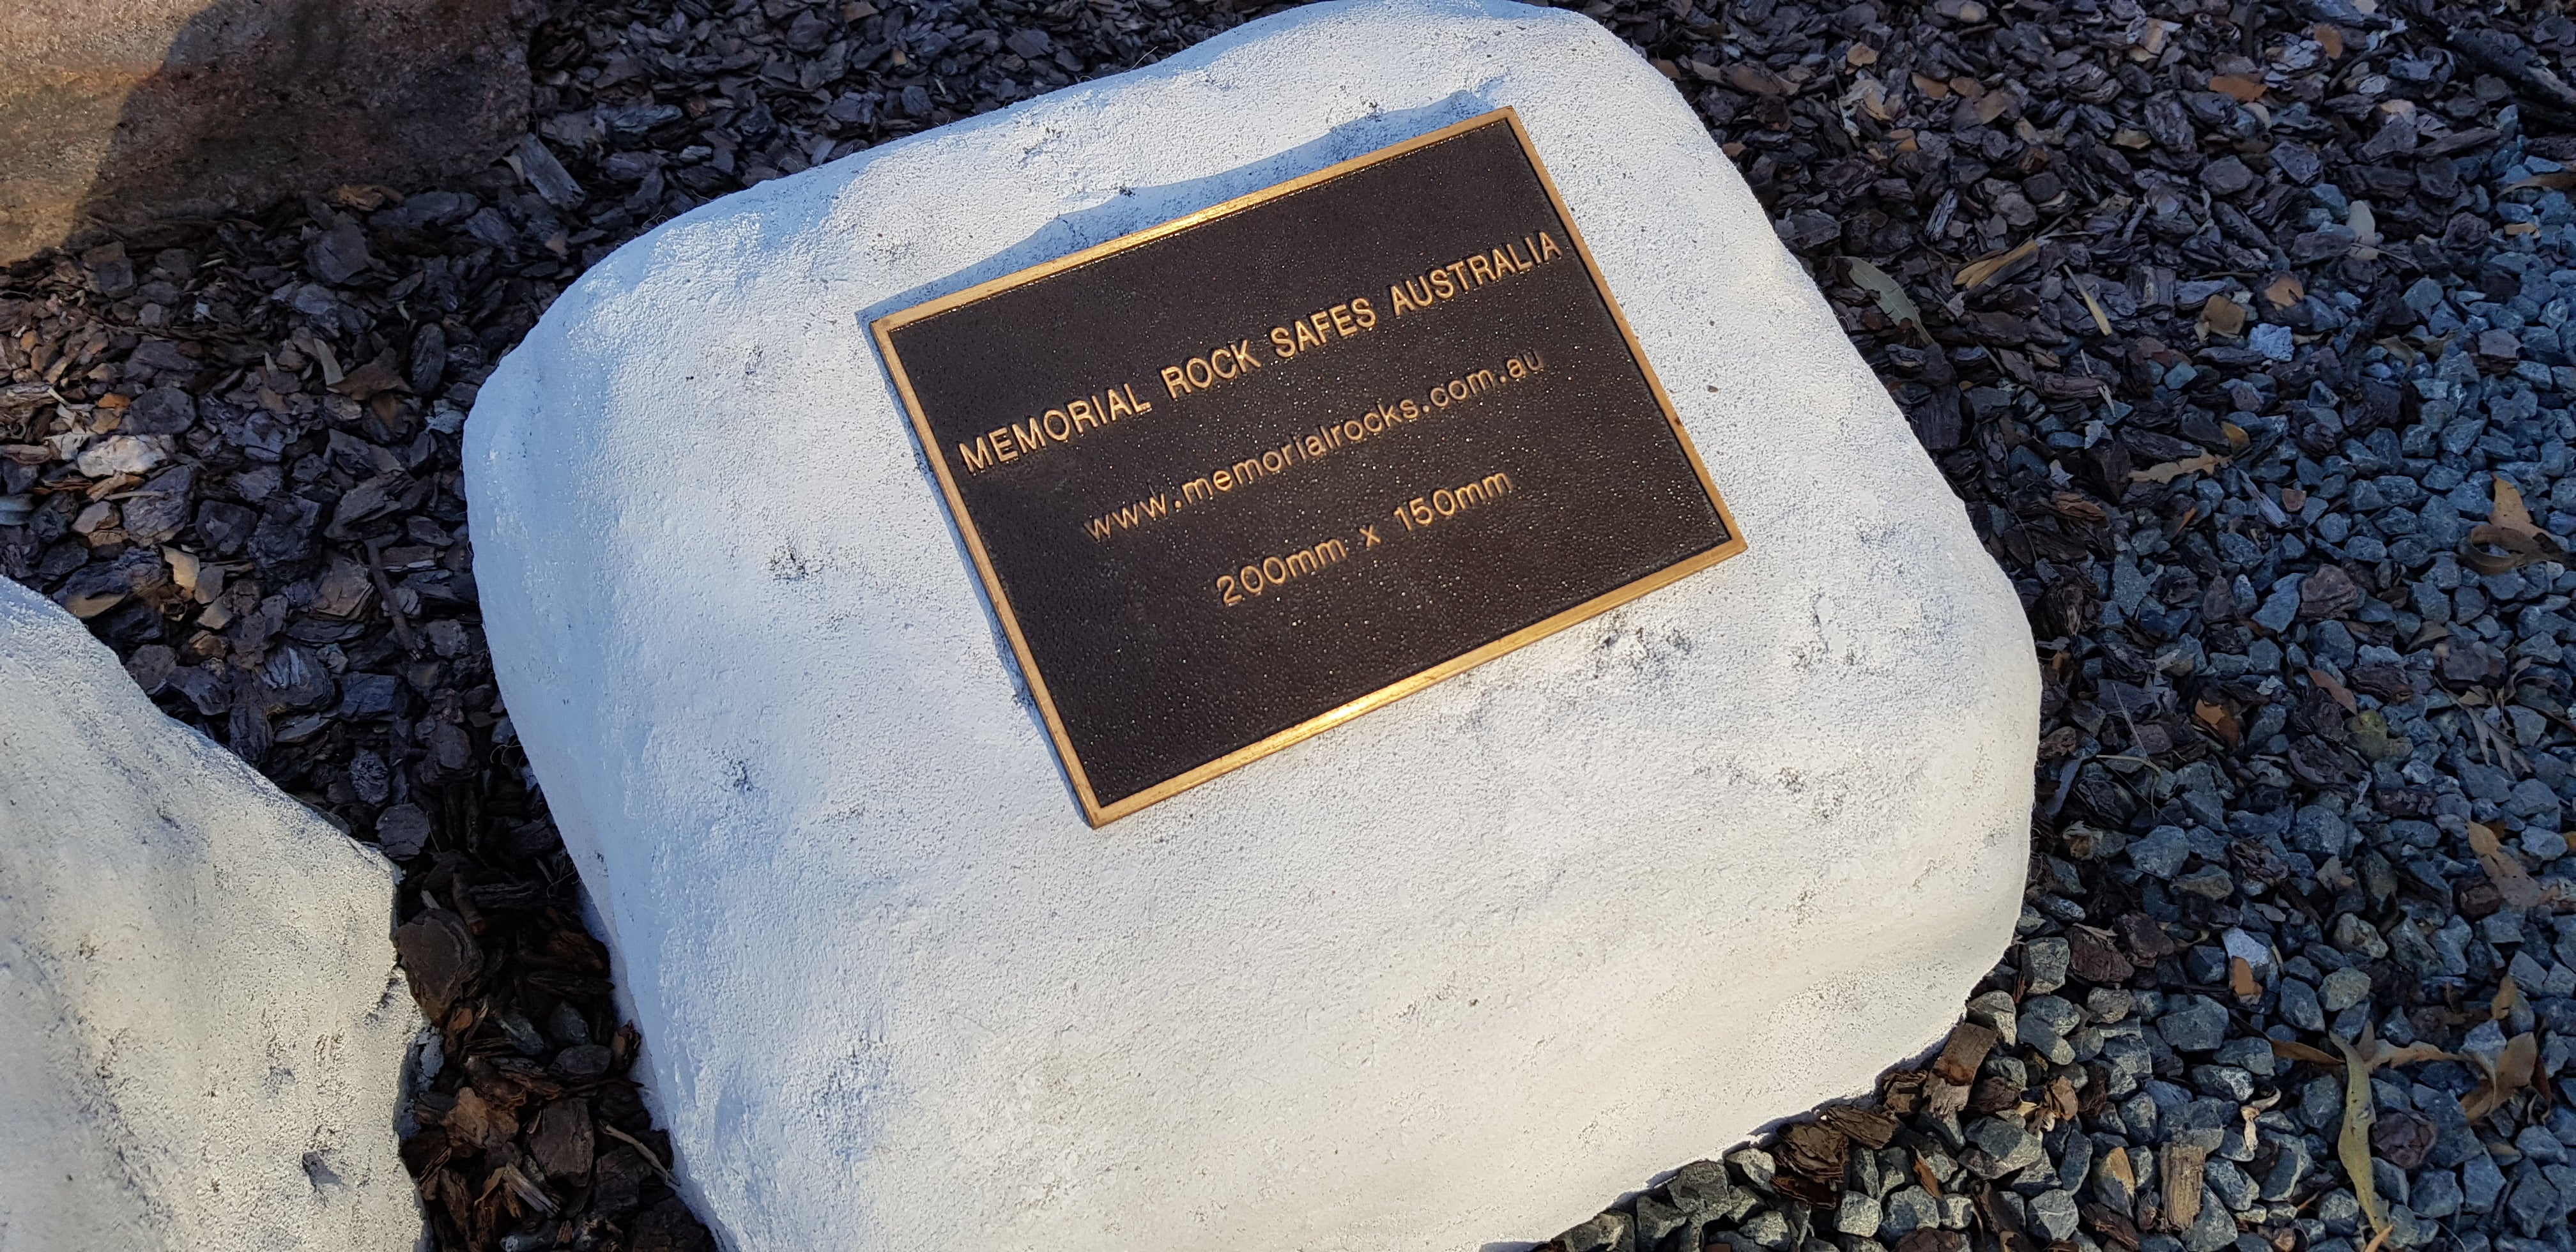 MEMORIAL ROCK SAFES AUSTRALIA
www.memorialrocks.com.au
200mm x 150mm